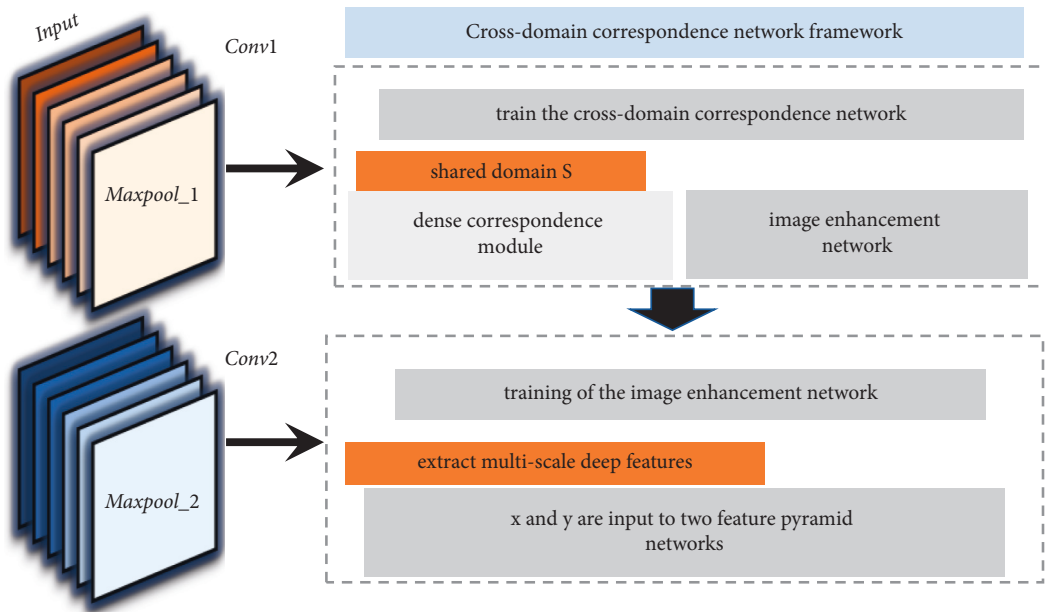 Input
Conv1
Maxpool_1
Cross-domain correspondence network framework
train the cross-domain correspondence network
shared domain S
dense correspondence
module
image enhancement
network
Conv2
Maxpool_2
training of the image enhancement network
extract multi-scale deep features
x and y are input to two feature pyramid
networks